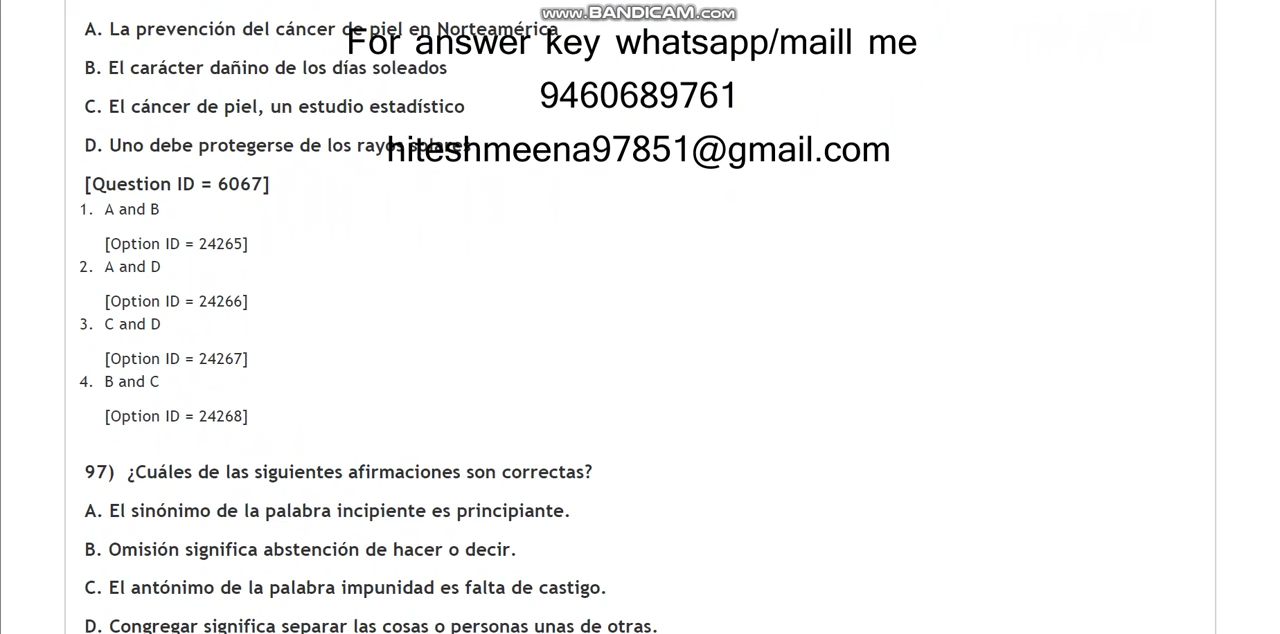 www.BANDICAM.com
A. La prevención del cáncer de piel en Norteamérica
For answer key whatsapp/maill me
B. El carácter dañino de los días soleados
9460689761
C. El cáncer de piel, un estudio estadístico
D. Uno debe protegerse de los rayos solares
hiteshmeena97851@gmail.com
[Question ID = 6067]
1. A and B
[Option ID = 24265]
2. A and D
[Option ID = 24266]
3. C and D
[Option ID = 24267]
4. B and C
[Option ID = 24268]
97) ¿Cuáles de las siguientes afirmaciones son correctas?
A. El sinónimo de la palabra incipiente es principiante.
B. Omisión significa abstención de hacer o decir.
C. El antónimo de la palabra impunidad es falta de castigo.
D. Congregar significa separar las cosas o personas unas de otras.